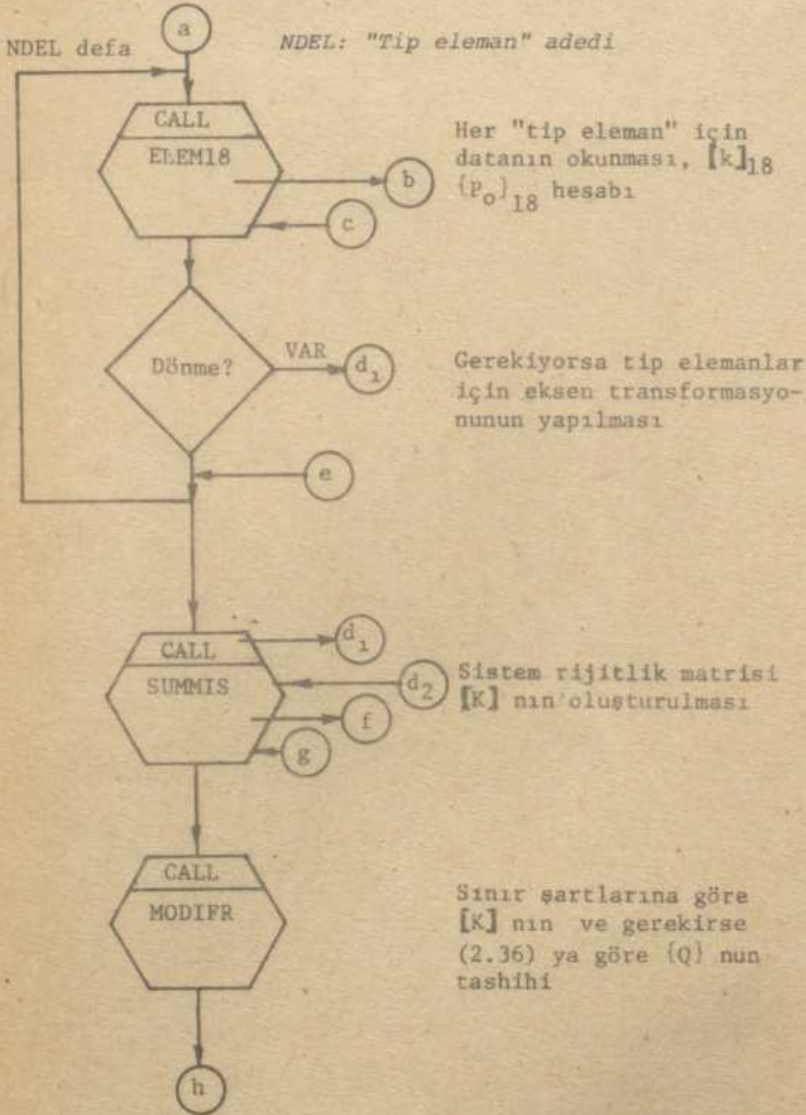 a
NDEL defa
NDEL: "Tip eleman" adedi
CALL
ELEM18
b
c
Her "tip eleman" için
datanın okunması, [k]18
{Po}18 hesabı
Dönme?
VAR
d1
Gerekiyorsa tip elemanlar
için eksen transformasyo-
nunun yapılması
e
CALL
SUMMIS
d1
d2
f
g
Sistem rijitlik matrisi
[K] nın oluşturulması
CALL
MODIFR
Sınır şartlarına göre
[K] nın ve gerekirse
(2.36) ya göre {Q} nun
tashihi
h